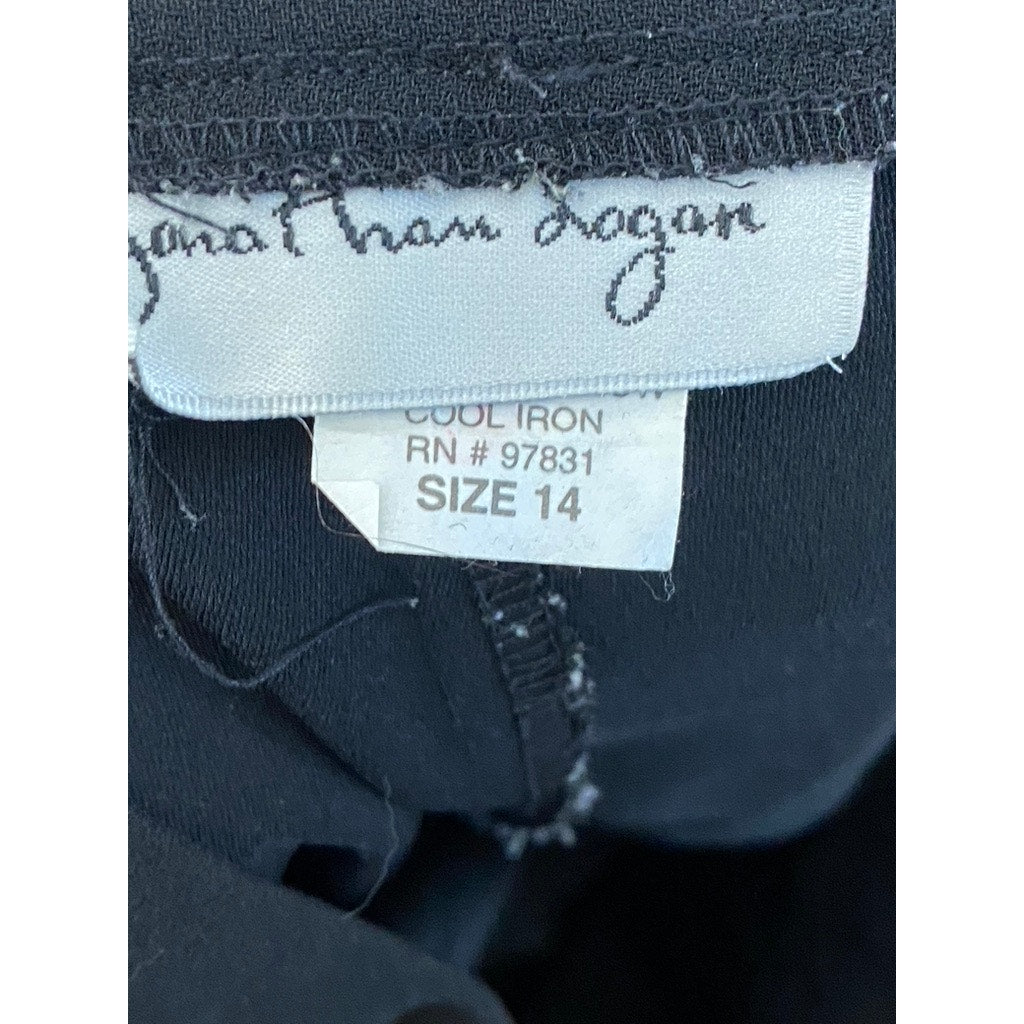 jonathan Logan
COOL IRON
RN # 97831
SIZE 14